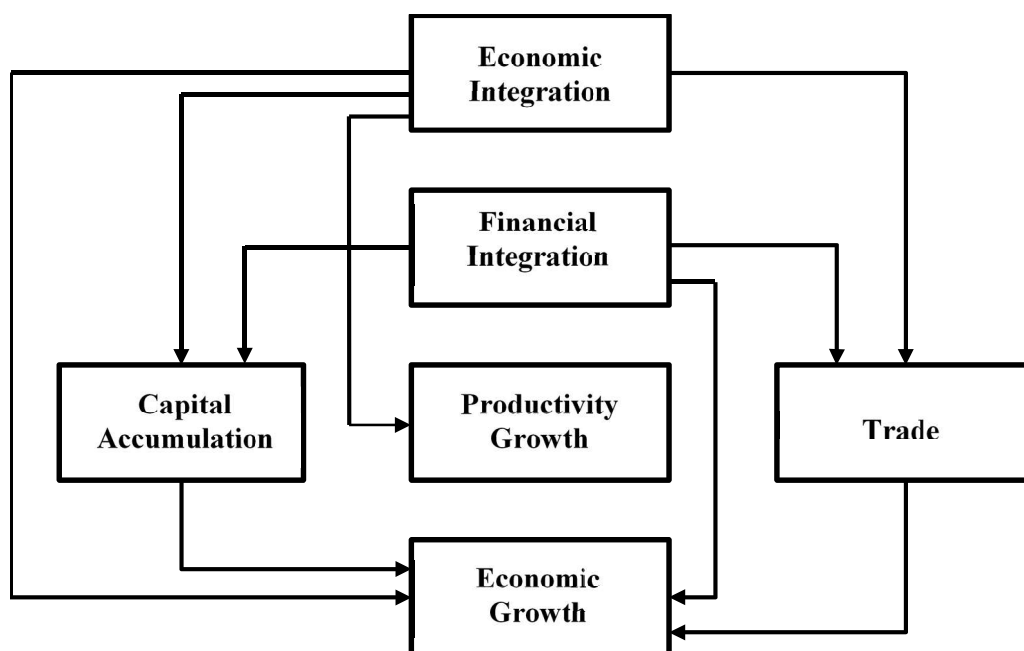 Economic
Integration
Financial
Integration
Capital
Accumulation
Productivity
Growth
Trade
Economic
Growth